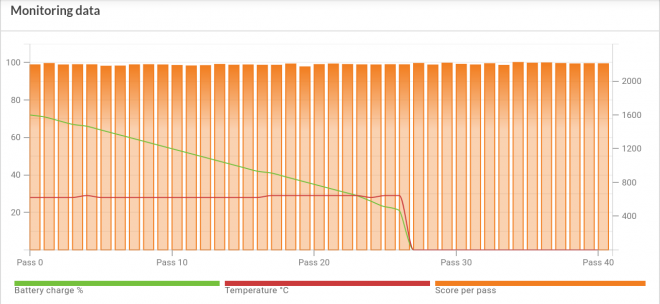 Monitoring data
100
80
60
40
20
2000
1600
1200
800
400
Pass 0
Pass 10
Pass 20
Pass 30
Pass 40
Battery charge %
Temperature °C
Score per pass